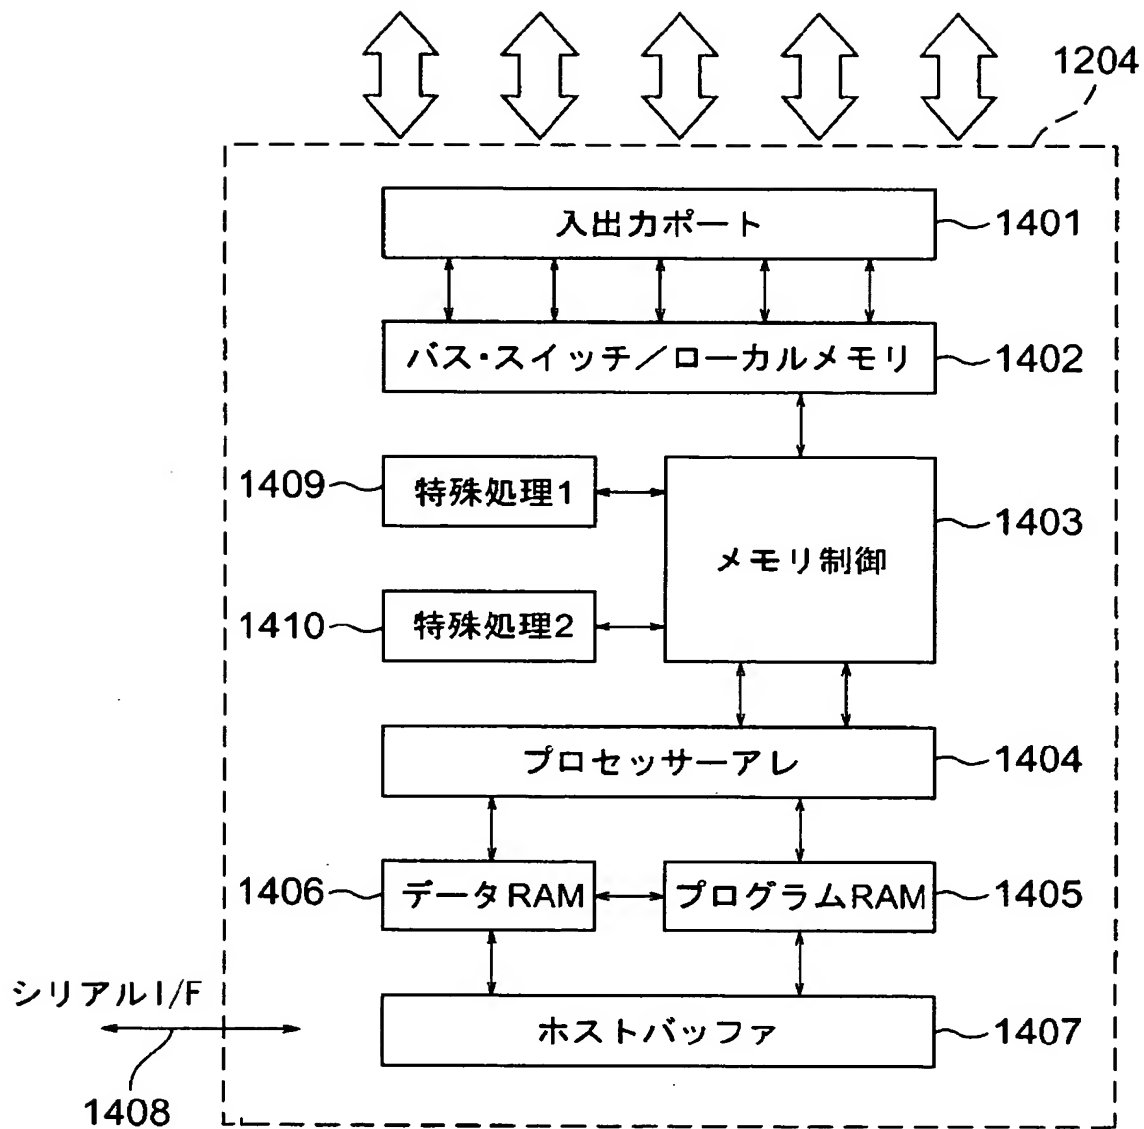 1204
入出力ポート
1401
バス・スイッチ／ローカルメモリ
1402
1409
特殊処理1
メモリ制御
1403
1410
特殊処理2
プロセッサーアレ
1404
1406
データRAM
プログラムRAM
1405
シリアルI/F
ホストバッファ
1407
1408